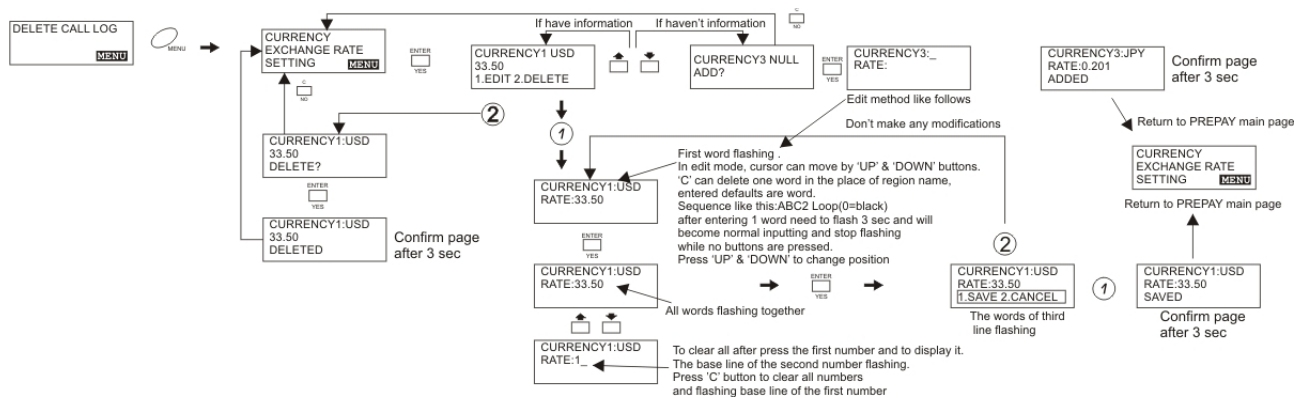 DELETE CALL LOG
MENU
MENU
CURRENCY
EXCHANGE RATE
SETTING MENU
ENTER
YES
C
NO
If have information
If haven't information
C
NO
CURRENCY1 USD
33.50
1.EDIT 2.DELETE
CURRENCY3 NULL
ADD?
ENTER
YES
CURRENCY3:_
RATE:
Edit method like follows
CURRENCY3:JPY
RATE:0.201
ADDED
Confirm page
after 3 sec
Return to PREPAY main page
CURRENCY
EXCHANGE RATE
SETTING MENU
Return to PREPAY main page
2
1
Don't make any modifications
CURRENCY1:USD
33.50
DELETE?
ENTER
YES
CURRENCY1:USD
33.50
DELETED
Confirm page
after 3 sec
CURRENCY1:USD
RATE:33.50
First word flashing .
In edit mode, cursor can move by 'UP' & 'DOWN' buttons.
'C' can delete one word in the place of region name,
entered defaults are word.
Sequence like this:ABC2 Loop(0=black)
after entering 1 word need to flash 3 sec and will
become normal inputting and stop flashing
while no buttons are pressed.
Press 'UP' & 'DOWN' to change position
ENTER
YES
CURRENCY1:USD
RATE:33.50
All words flashing together
ENTER
YES
2
CURRENCY1:USD
RATE:33.50
1.SAVE 2.CANCEL
The words of third
line flashing
1
CURRENCY1:USD
RATE:33.50
SAVED
Confirm page
after 3 sec
CURRENCY1:USD
RATE:1_
To clear all after press the first number and to display it.
The base line of the second number flashing.
Press 'C' button to clear all numbers
and flashing base line of the first number